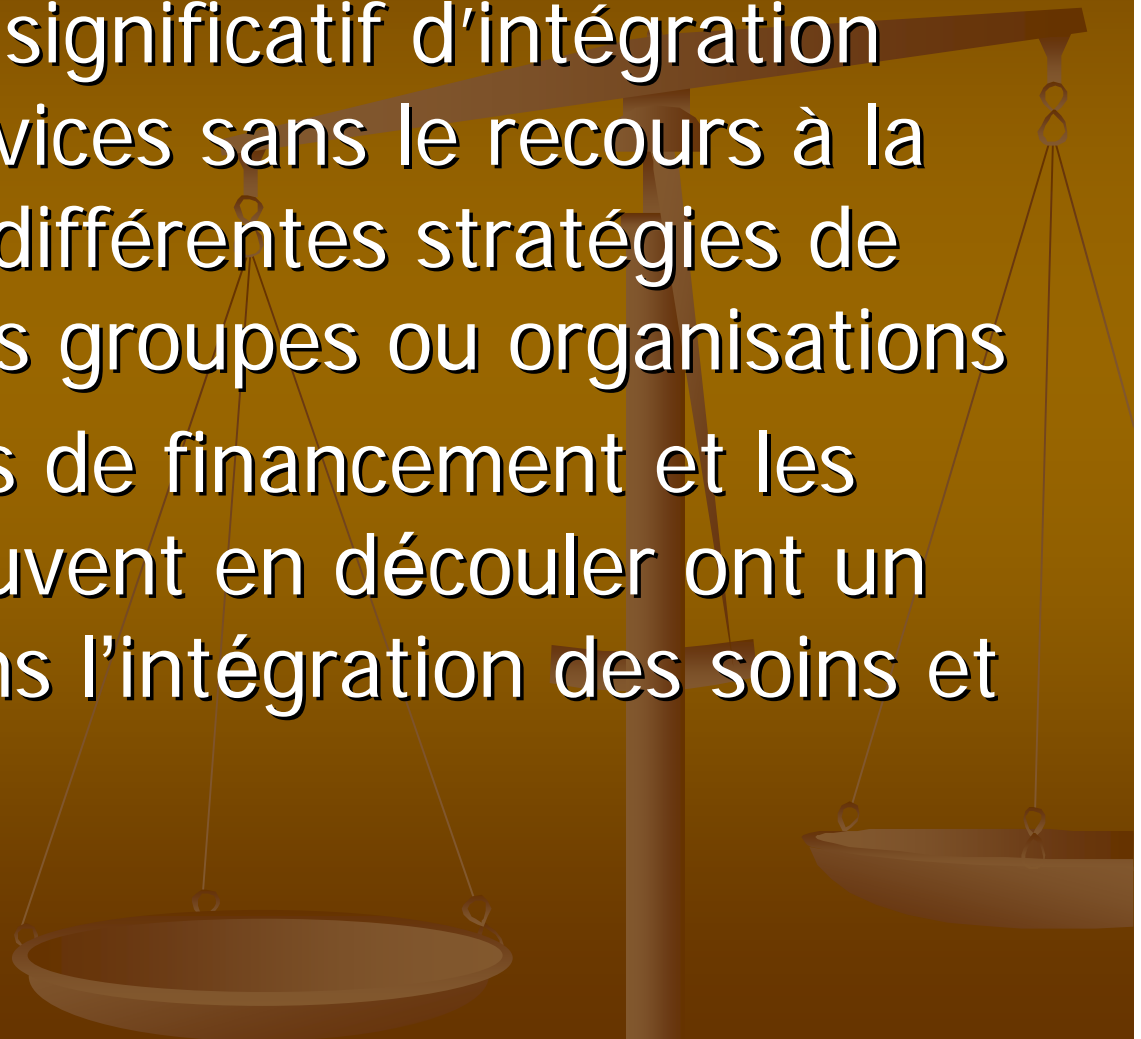 significatif d'intégration
vices sans le recours à la
différentes stratégies de
s groupes ou organisations
s de financement et les
uvent en découler ont un
ns l’intégration des soins et